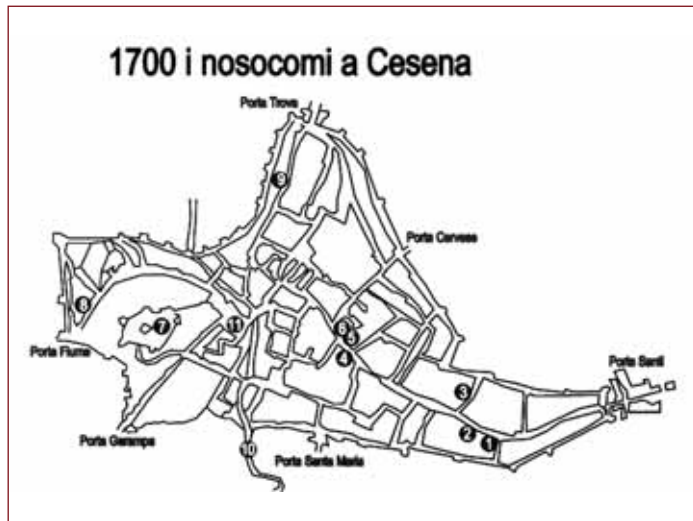 1700 i nosocomi a Cesena
Porta Trova
9
Porta Cervese
8
7
11
6
5
4
Porta Fiume
3
Porta Santi
2
1
Porta Garampa
10
Porta Santa Maria